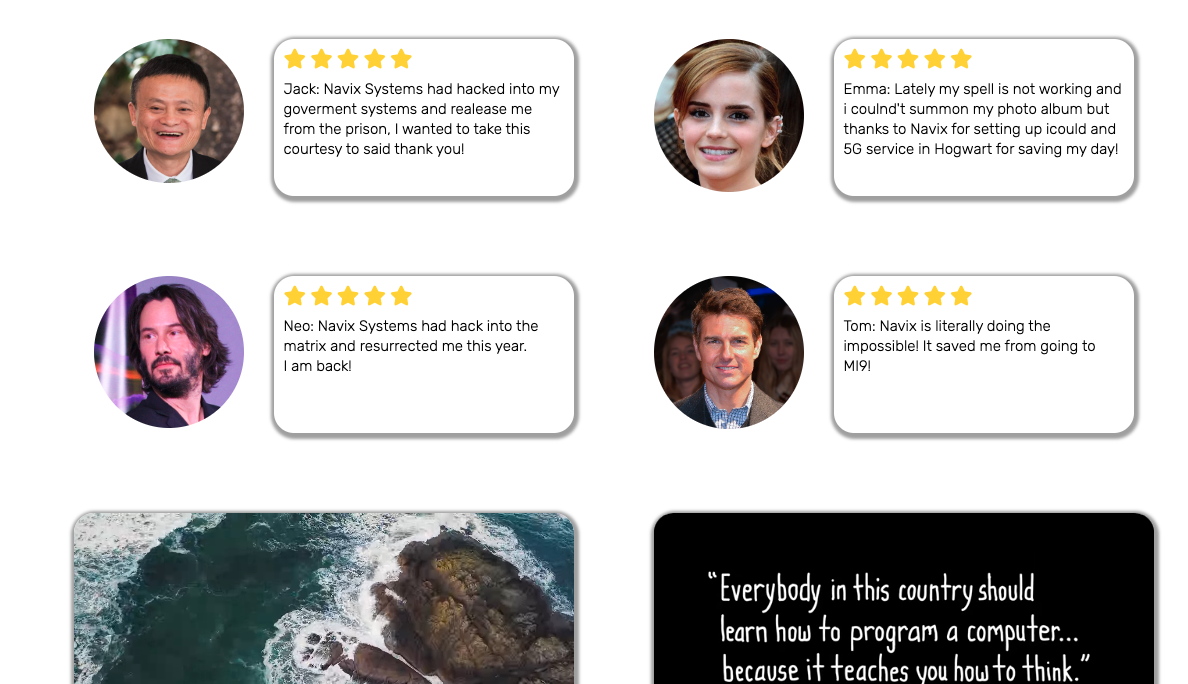 Jack: Navix Systems had hacked into my
goverment systems and realease me
from the prison, I wanted to take this
courtesy to said thank you!
Emma: Lately my spell is not working and
i coulnd't summon my photo album but
thanks to Navix for setting up icould and
5G service in Hogwart for saving my day!
Neo: Navix Systems had hack into the
matrix and resurrected me this year.
I am back!
Tom: Navix is literally doing the
impossible! It saved me from going to
MI9!
“Everybody in this country should
learn how to program a computer...
because it teaches you how to think.”